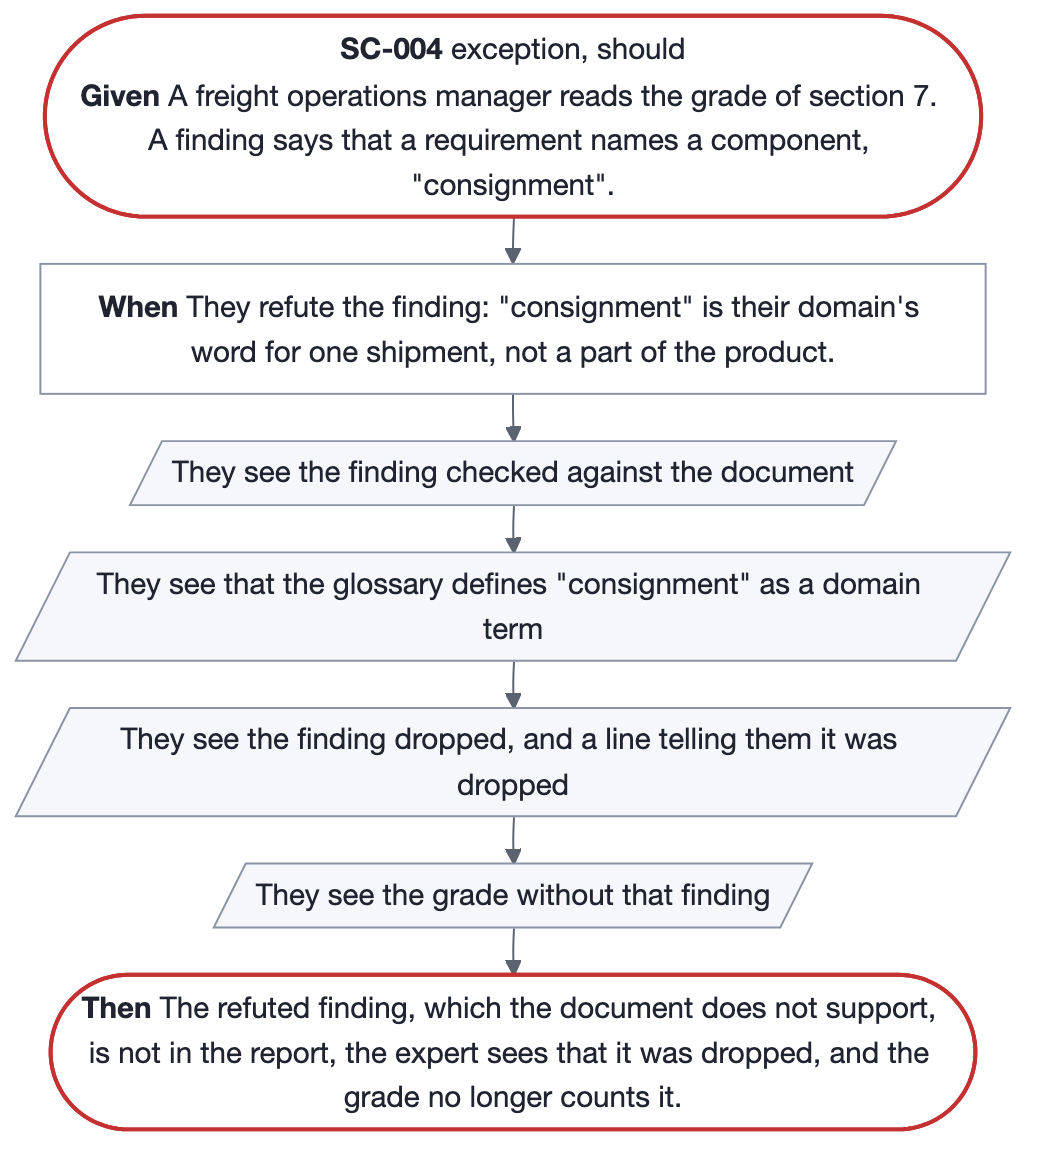 SC-004 exception, should
Given A freight operations manager reads the grade of section 7.
A finding says that a requirement names a component,
"consignment".
When They refute the finding: "consignment" is their domain's
word for one shipment, not a part of the product.
They see the finding checked against the document
They see that the glossary defines "consignment" as a domain
term
They see the finding dropped, and a line telling them it was
dropped
They see the grade without that finding
Then The refuted finding, which the document does not support,
is not in the report, the expert sees that it was dropped, and the
grade no longer counts it.